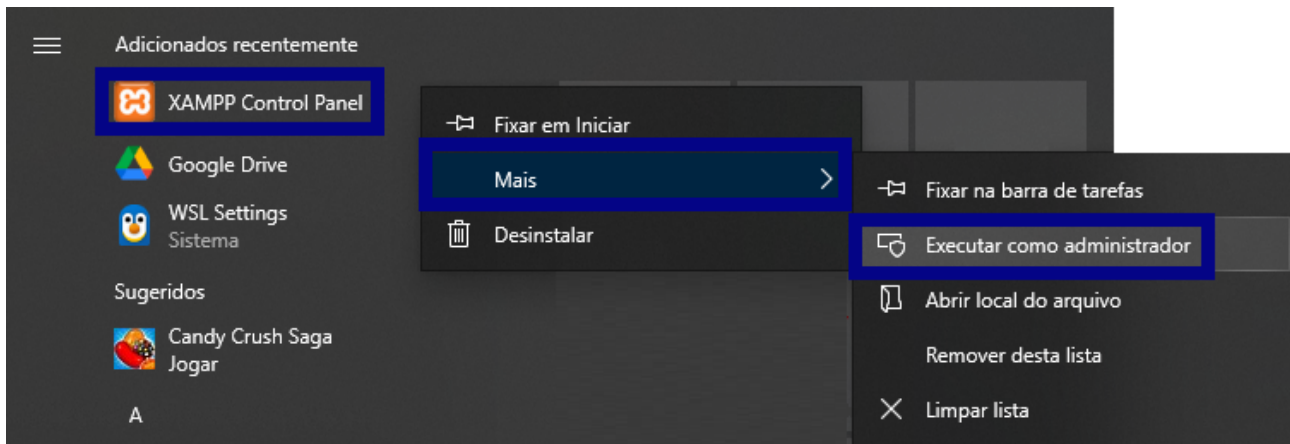 Adicionados recentemente
XAMPP Control Panel
Google Drive
WSL Settings
Sistema
Sugeridos
Candy Crush Saga
Jogar
A
Fixar em Iniciar
Mais
Desinstalar
Fixar na barra de tarefas
Executar como administrador
Abrir local do arquivo
Remover desta lista
Limpar lista